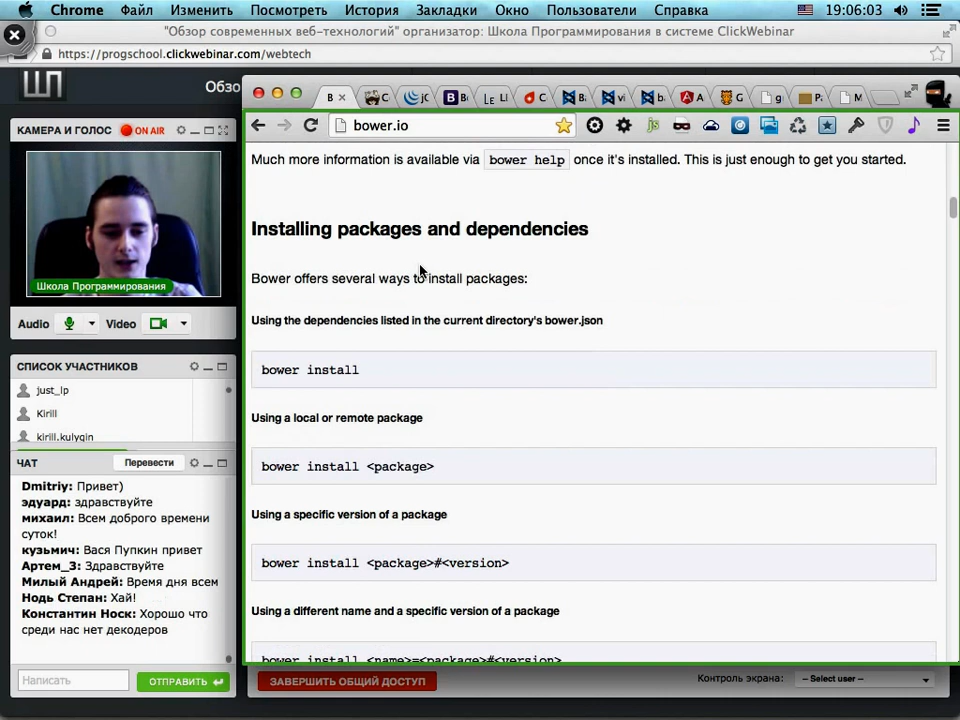 Chrome Файл Изменить Посмотреть История Закладки Окно Пользователи Справка 19:06:03
"Обзор современных веб-технологий" организатор: Школа Программирования в системе ClickWebinar
https://progschool.clickwebinar.com/webtech
ШП Обзо
КАМЕРА И ГОЛОС ON AIR
Школа Программирования
Audio Video
СПИСОК УЧАСТНИКОВ
just_lp
Kirill
kirill.kulygin
ЧАТ Перевести
Dmitriy: Привет)
эдуард: здравствуйте
михаил: Всем доброго времени
суток!
кузьмич: Вася Пупкин привет
Артем_З: Здравствуйте
Милый Андрей: Время дня всем
Нодь Степан: Хай!
Константин Носк: Хорошо что
среди нас нет декодеров
Написать ОТПРАВИТЬ
bower.io
Much more information is available via bower help once it's installed. This is just enough to get you started.
Installing packages and dependencies
Bower offers several ways to install packages:
Using the dependencies listed in the current directory's bower.json
bower install
Using a local or remote package
bower install <package>
Using a specific version of a package
bower install <package>#<version>
Using a different name and a specific version of a package
bower install <name>=<package>#<version>
ЗАВЕРШИТЬ ОБЩИЙ ДОСТУП Контроль экрана: -- Select user --